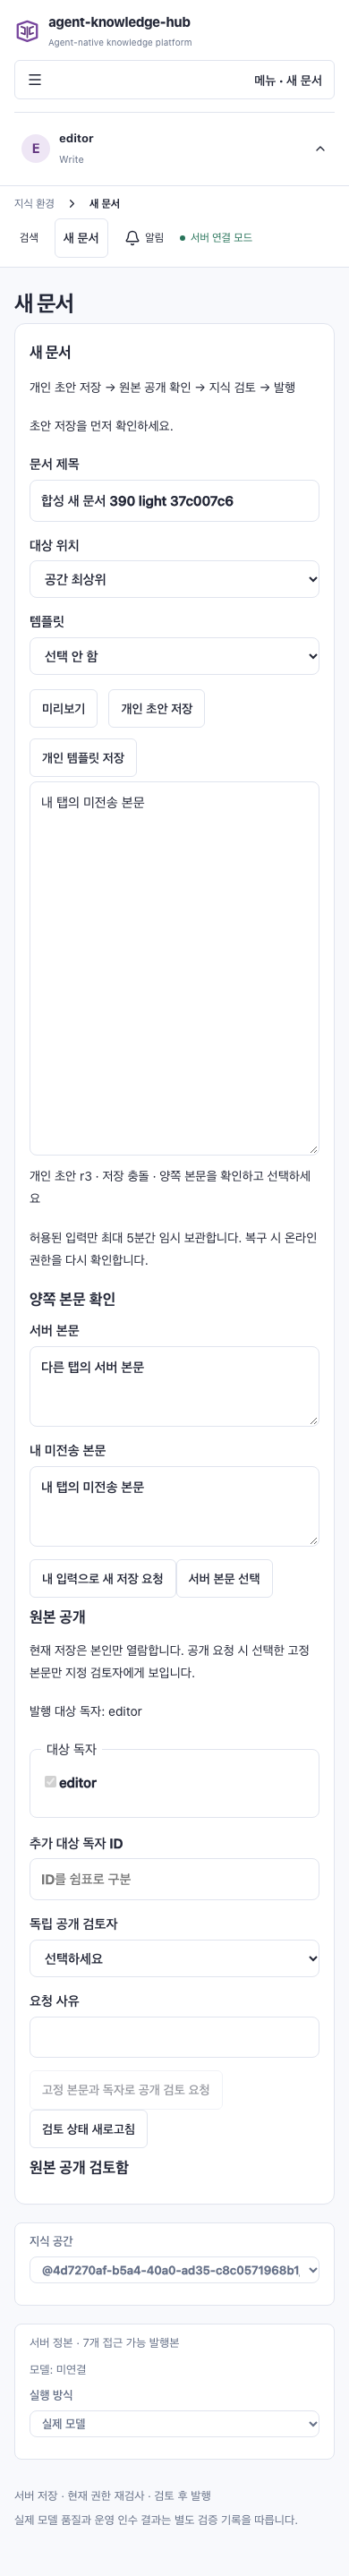 agent-knowledge-hub
Agent-native knowledge platform
메뉴 · 새 문서
E
editor
Write
지식 환경 > 새 문서
검색
새 문서
알림
서버 연결 모드
새 문서
새 문서
개인 초안 저장 → 원본 공개 확인 → 지식 검토 → 발행
초안 저장을 먼저 확인하세요.
문서 제목
합성 새 문서 390 light 37c007c6
대상 위치
공간 최상위
템플릿
선택 안 함
미리보기
개인 초안 저장
개인 템플릿 저장
내 탭의 미전송 본문
개인 초안 r3 · 저장 충돌 · 양쪽 본문을 확인하고 선택하세
요
허용된 입력만 최대 5분간 임시 보관합니다. 복구 시 온라인
권한을 다시 확인합니다.
양쪽 본문 확인
서버 본문
다른 탭의 서버 본문
내 미전송 본문
내 탭의 미전송 본문
내 입력으로 새 저장 요청
서버 본문 선택
원본 공개
현재 저장은 본인만 열람합니다. 공개 요청 시 선택한 고정
본문만 지정 검토자에게 보입니다.
발행 대상 독자: editor
대상 독자
editor
추가 대상 독자 ID
ID를 쉼표로 구분
독립 공개 검토자
선택하세요
요청 사유
고정 본문과 독자로 공개 검토 요청
검토 상태 새로고침
원본 공개 검토함
지식 공간
@4d7270af-b5a4-40a0-ad35-c8c0571968b1
서버 정본 · 7개 접근 가능 발행본
모델: 미연결
실행 방식
실제 모델
서버 저장 · 현재 권한 재검사 · 검토 후 발행
실제 모델 품질과 운영 인수 결과는 별도 검증 기록을 따릅니다.